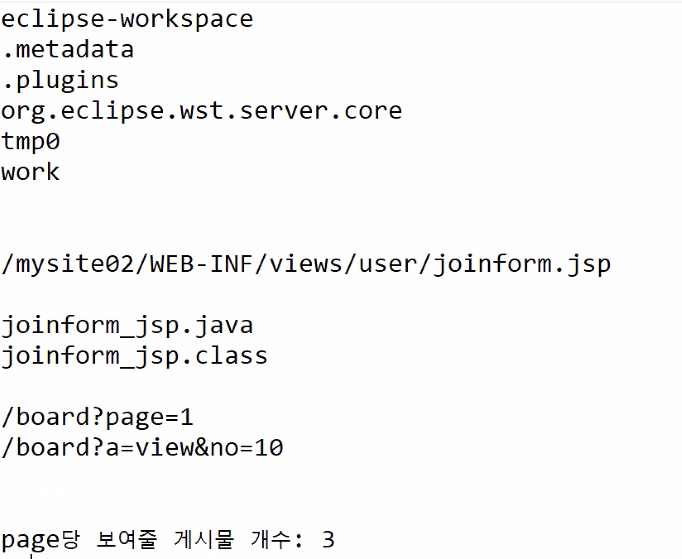 eclipse-workspace
.metadata
.plugins
org.eclipse.wst.server.core
tmp0
work
/mysite02/WEB-INF/views/user/joinform.jsp
joinform_jsp.java
joinform_jsp.class
/board?page=1
/board?a=view&no=10
page당 보여줄 게시물 개수: 3